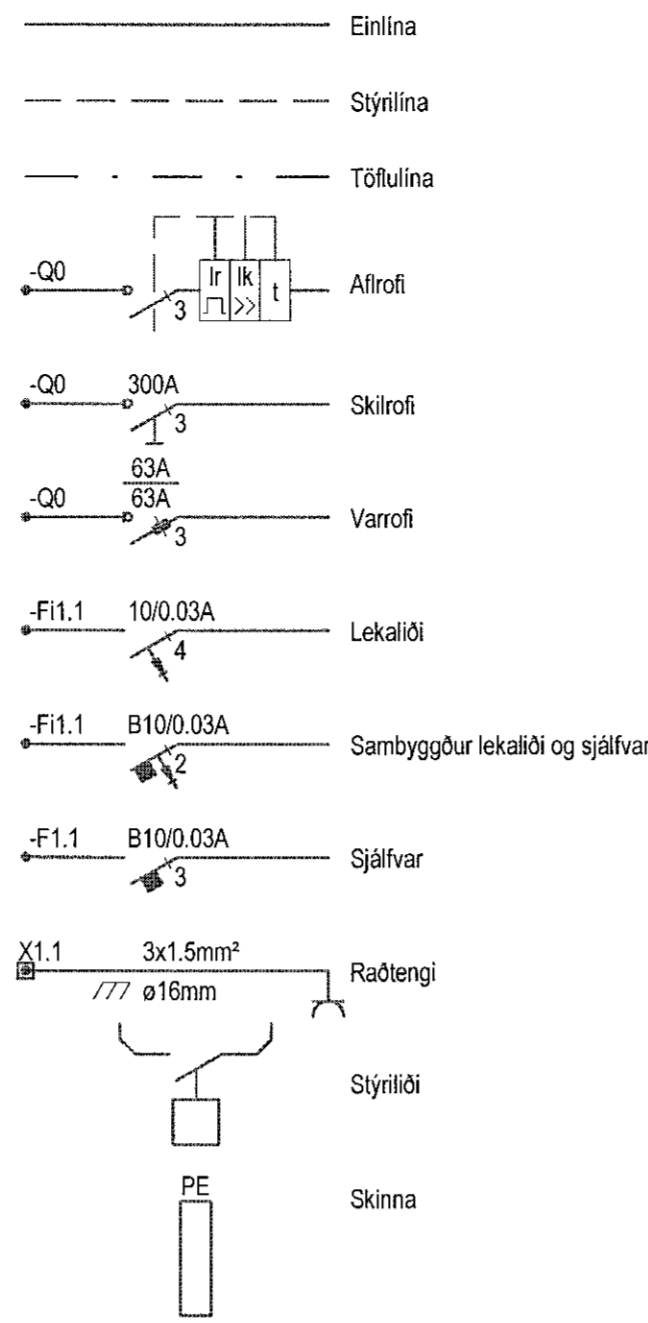 Einlína
Stýrilína
Töflulína
-Q0 3 Ir Ik >> t Aflrofi
-Q0 300A 3 Skilrofi
63A
-Q0 63A 3 Varrofi
-Fi1.1 10/0.03A 4 Lekaliði
-Fi1.1 B10/0.03A 2 Sambyggður lekaliði og sjálfvar
-F1.1 B10/0.03A 3 Sjálfvar
X1.1 3x1.5mm² Raðtengi
ø16mm
Stýriliði
PE Skinna